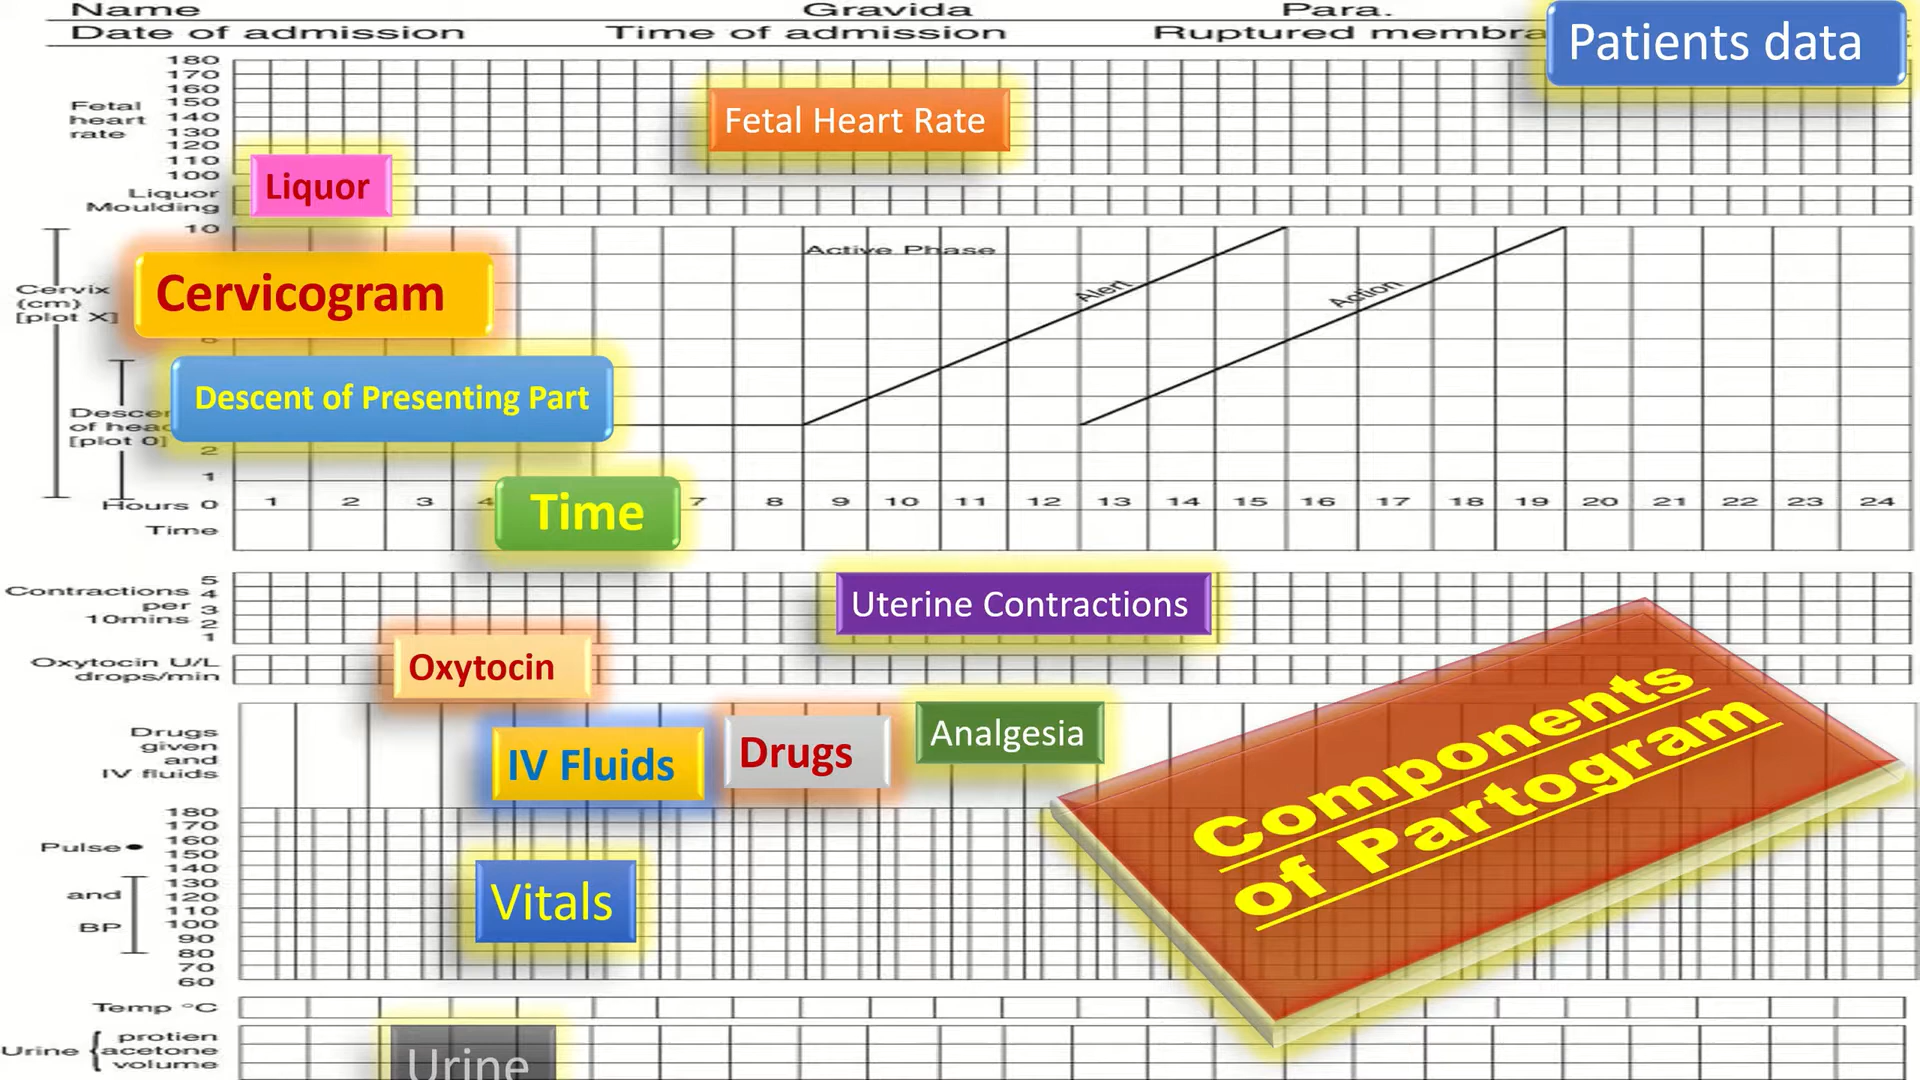 Name Gravida Para.
Date of admission Time of admission Ruptured membra
Patients data
180
170
160
150
140
130
120
110
100
Fetal
heart
rate
Fetal Heart Rate
Liquor
Liquor
Moulding
10
Active Phase
Cervicogram
Cervix
(cm)
[plot X]
Alert
Action
Descent of Presenting Part
Descen
of hea
[plot 0]
2
1
Time
Hours 0 1 2 3 4 7 8 9 10 11 12 13 14 15 16 17 18 19 20 21 22 23 24
Time
Contractions
per
10mins
5
4
3
2
1
Uterine Contractions
Oxytocin
Oxytocin U/L
drops/min
Drugs
given
and
IV fluids
IV Fluids
Drugs
Analgesia
Components
of Partogram
180
170
160
150
140
130
120
110
100
90
80
70
60
Pulse
and
BP
Vitals
Temp °C
Urine
protien
acetone
volume
Urine